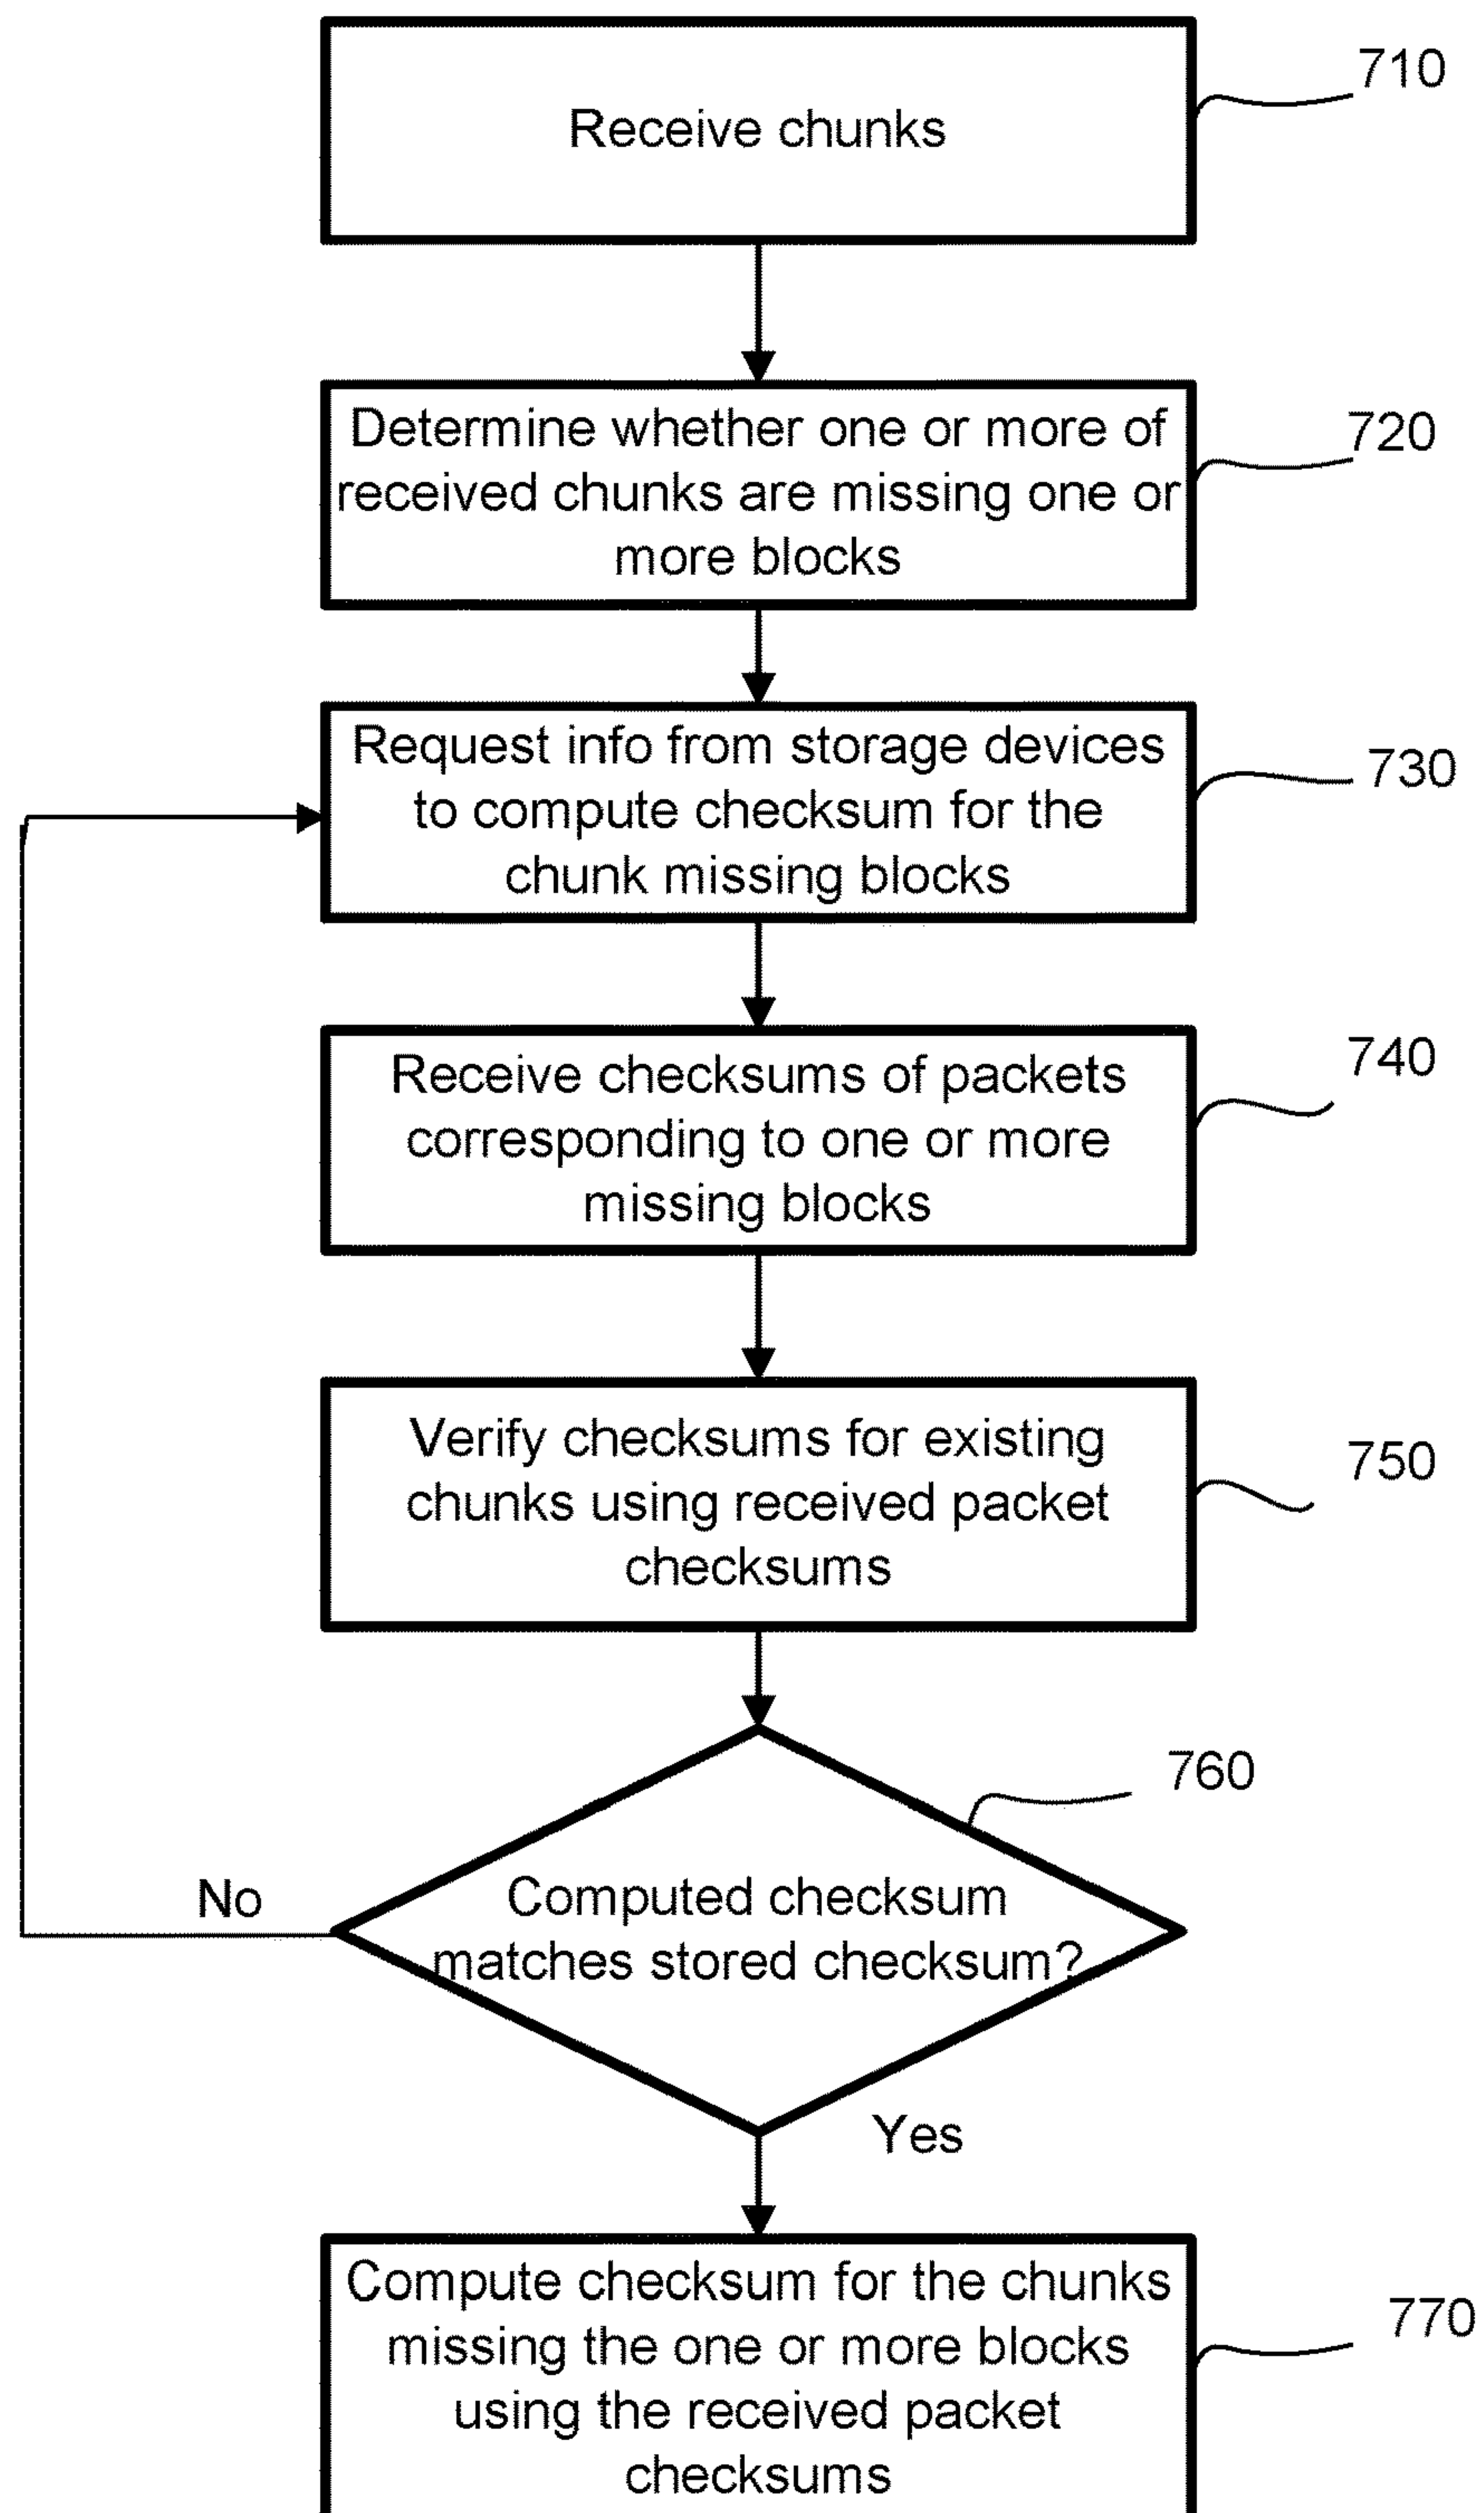 Receive chunks
710
Determine whether one or more of
received chunks are missing one or
more blocks
720
Request info from storage devices
to compute checksum for the
chunk missing blocks
730
Receive checksums of packets
corresponding to one or more
missing blocks
740
Verify checksums for existing
chunks using received packet
checksums
750
760
Computed checksum
matches stored checksum?
No
Yes
Compute checksum for the chunks
missing the one or more blocks
using the received packet
checksums
770